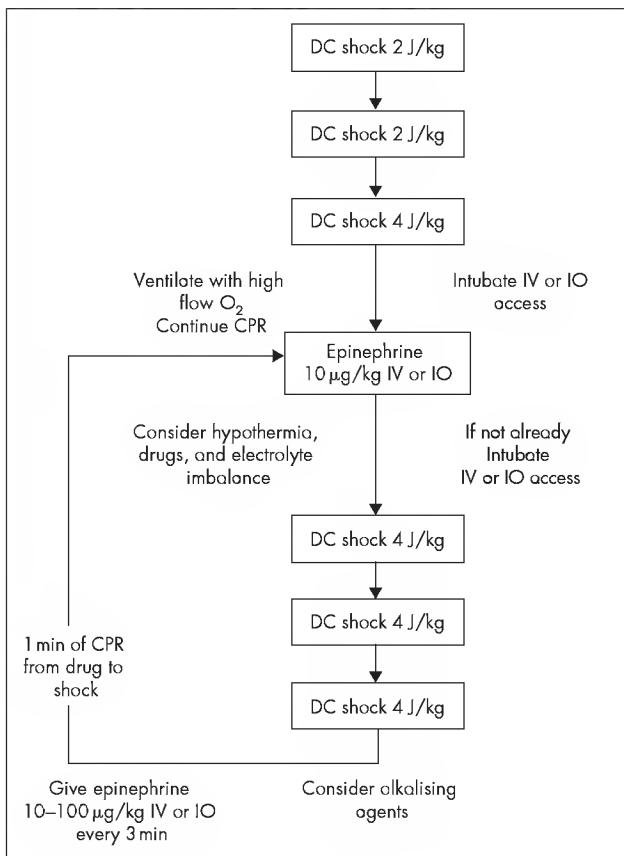 DC shock 2 J/kg
DC shock 2 J/kg
DC shock 4 J/kg
Ventilate with high
flow O₂
Continue CPR
Intubate IV or IO
access
Epinephrine
10 μg/kg IV or IO
Consider hypothermia,
drugs, and electrolyte
imbalance
If not already
Intubate
IV or IO access
DC shock 4 J/kg
DC shock 4 J/kg
DC shock 4 J/kg
1 min of CPR
from drug to
shock
Give epinephrine
10–100 μg/kg IV or IO
every 3 min
Consider alkalising
agents